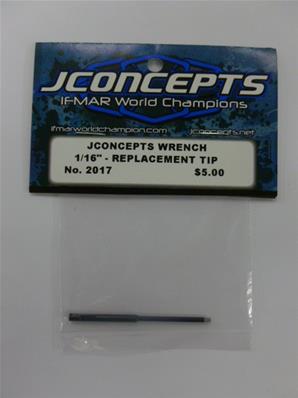 JCONCEPTS
IFMAR World Champions
ifmarworldchampion.com jconcepts.net
JCONCEPTS WRENCH
1/16" - REPLACEMENT TIP
No. 2017 $5.00